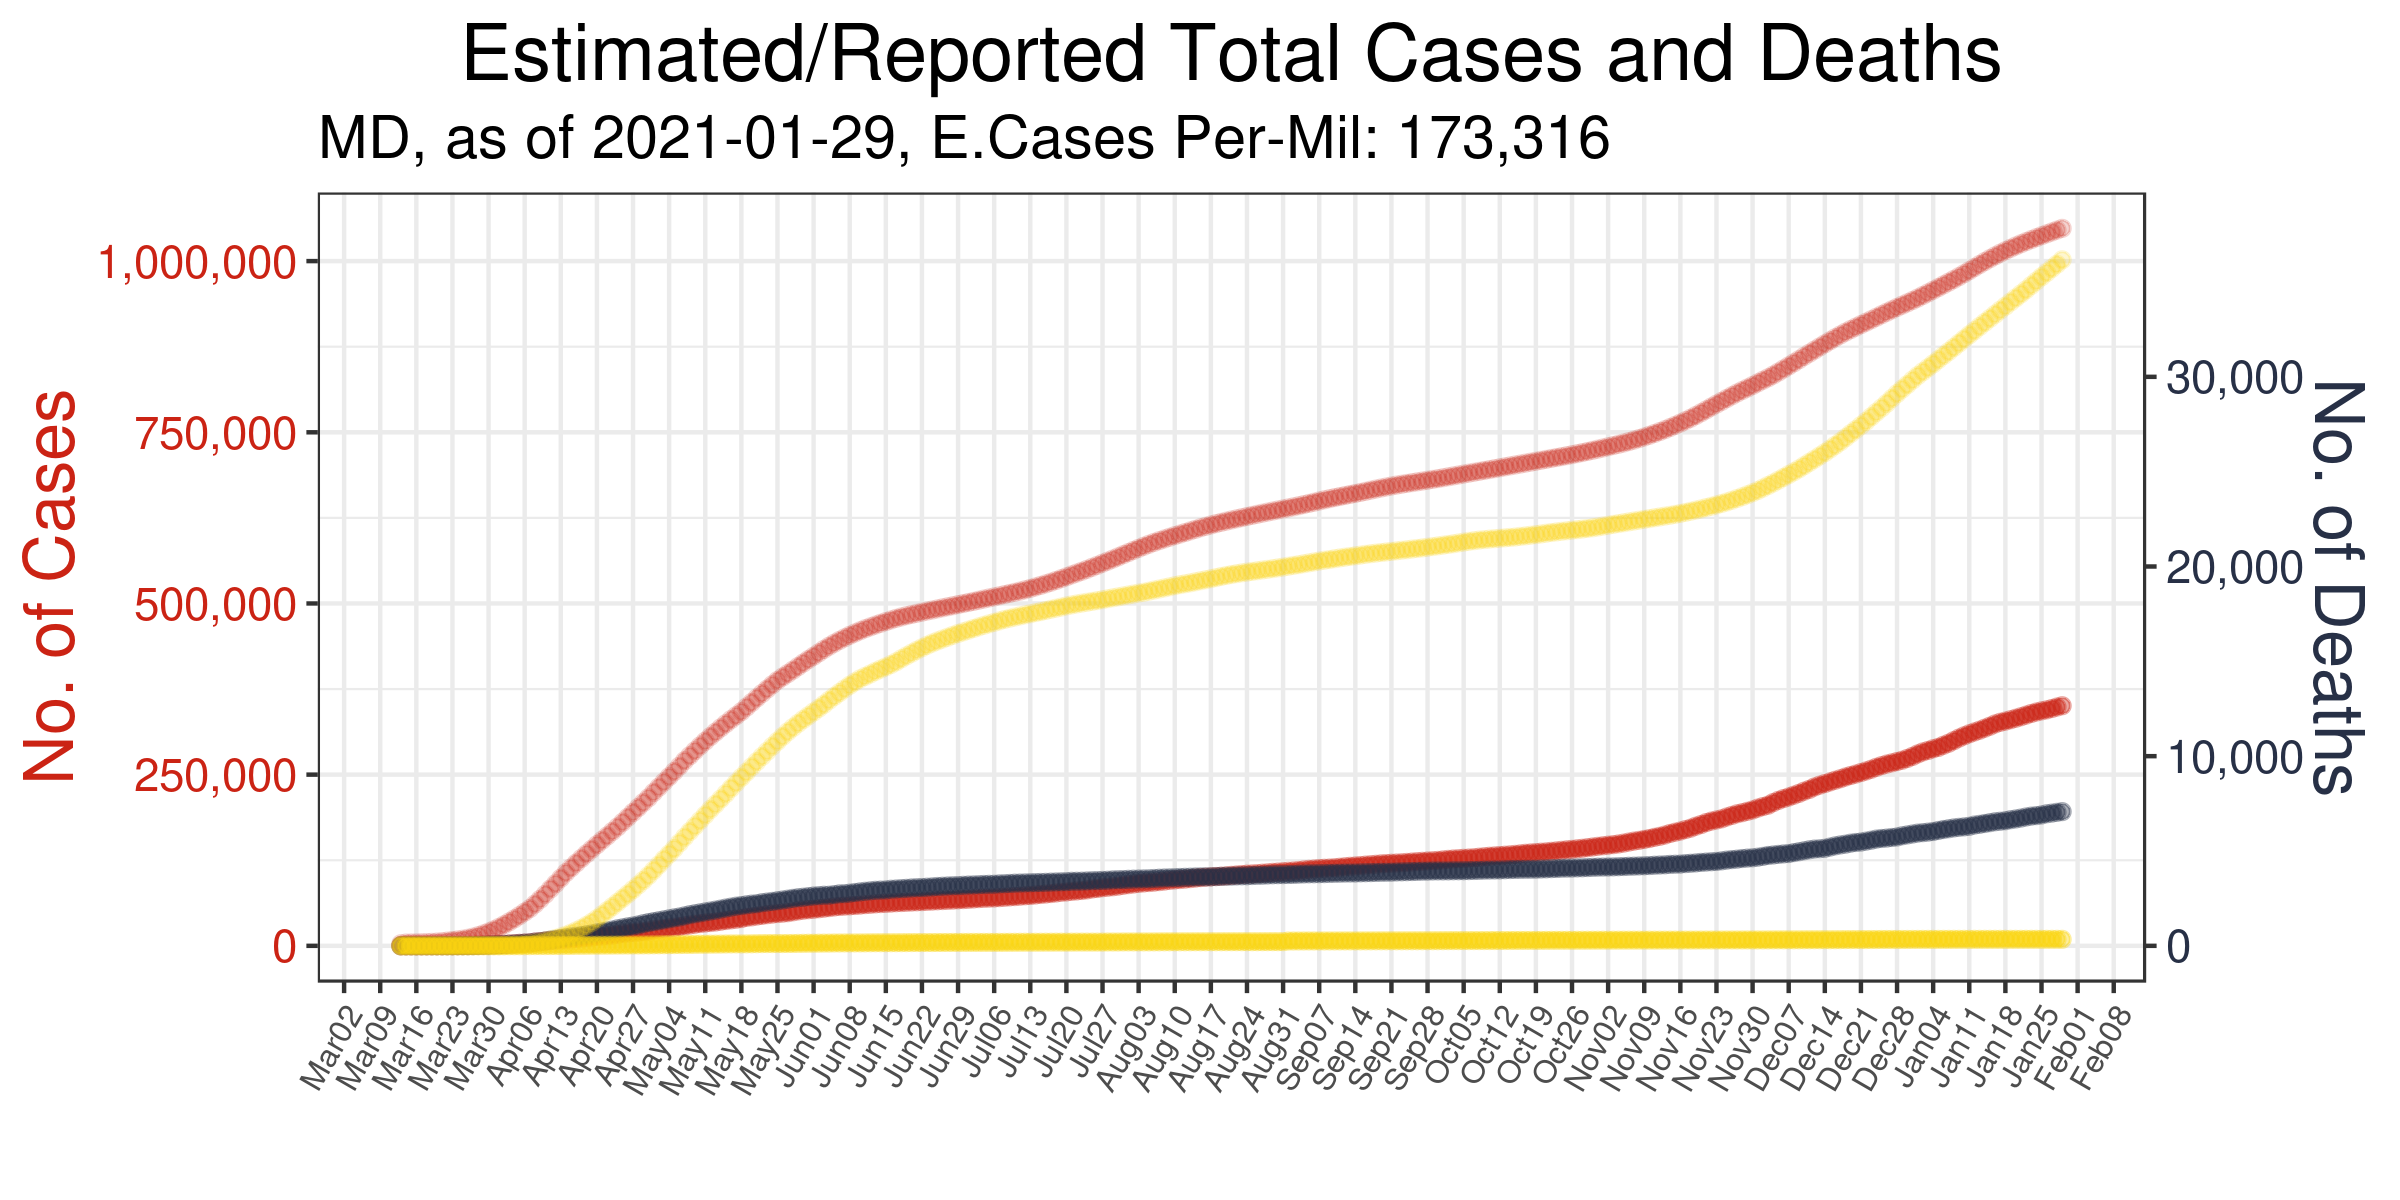 Estimated/Reported Total Cases and Deaths
MD, as of 2021-01-29, E.Cases Per-Mil: 173,316
No. of Cases
1,000,000
750,000
500,000
250,000
0
30,000
20,000
10,000
0
No. of Deaths
Mar02
Mar09
Mar16
Mar23
Mar30
Apr06
Apr13
Apr20
Apr27
May04
May11
May18
May25
Jun01
Jun08
Jun15
Jun22
Jun29
Jul06
Jul13
Jul20
Jul27
Aug03
Aug10
Aug17
Aug24
Aug31
Sep07
Sep14
Sep21
Sep28
Oct05
Oct12
Oct19
Oct26
Nov02
Nov09
Nov16
Nov23
Nov30
Dec07
Dec14
Dec21
Dec28
Jan04
Jan11
Jan18
Jan25
Feb01
Feb08